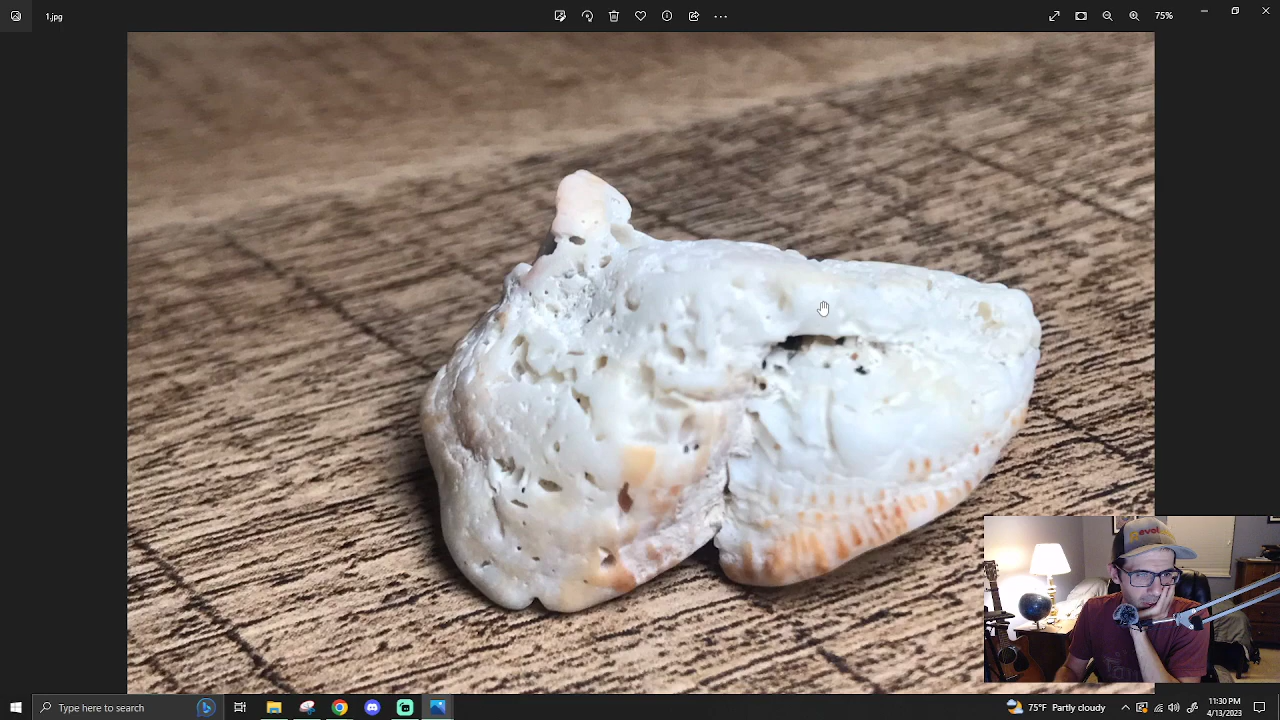 1.jpg
75%
Type here to search
75°F Partly cloudy
11:30 PM
4/13/2023